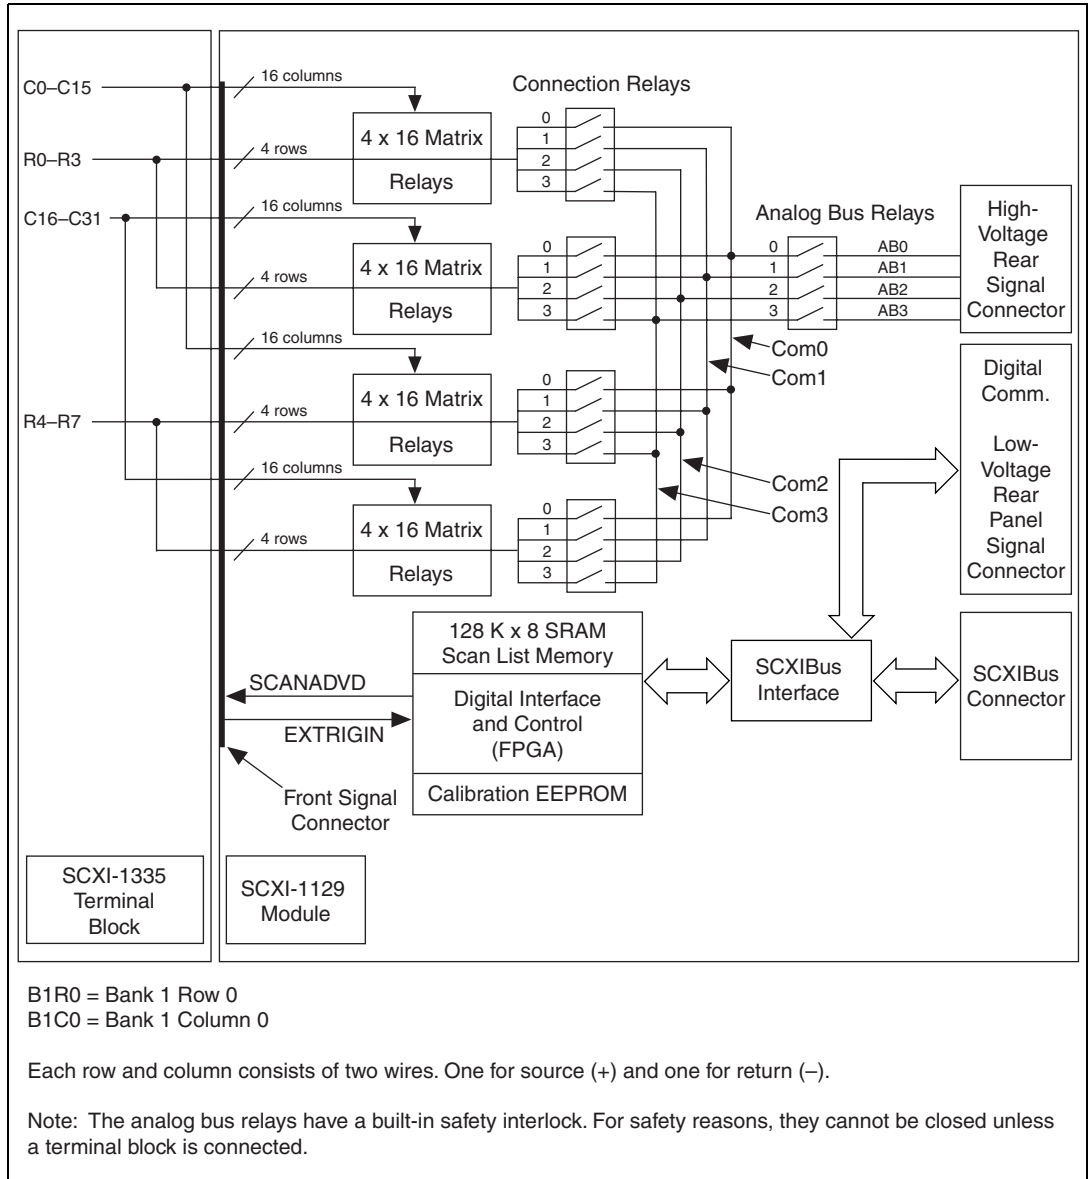 C0–C15
16 columns
Connection Relays
4 x 16 Matrix
Relays
0
1
2
3
R0–R3
4 rows
C16–C31
16 columns
4 x 16 Matrix
Relays
0
1
2
3
4 rows
Analog Bus Relays
0
1
2
3
AB0
AB1
AB2
AB3
High-
Voltage
Rear
Signal
Connector
Com0
Com1
16 columns
4 x 16 Matrix
Relays
0
1
2
3
R4–R7
4 rows
Com2
Com3
Digital
Comm.
Low-
Voltage
Rear
Panel
Signal
Connector
16 columns
4 x 16 Matrix
Relays
0
1
2
3
4 rows
128 K x 8 SRAM
Scan List Memory
Digital Interface
and Control
(FPGA)
Calibration EEPROM
SCANADVD
EXTRIGIN
SCXIBus
Interface
SCXIBus
Connector
Front Signal
Connector
SCXI-1335
Terminal
Block
SCXI-1129
Module
B1R0 = Bank 1 Row 0
B1C0 = Bank 1 Column 0
Each row and column consists of two wires. One for source (+) and one for return (–).
Note: The analog bus relays have a built-in safety interlock. For safety reasons, they cannot be closed unless
a terminal block is connected.